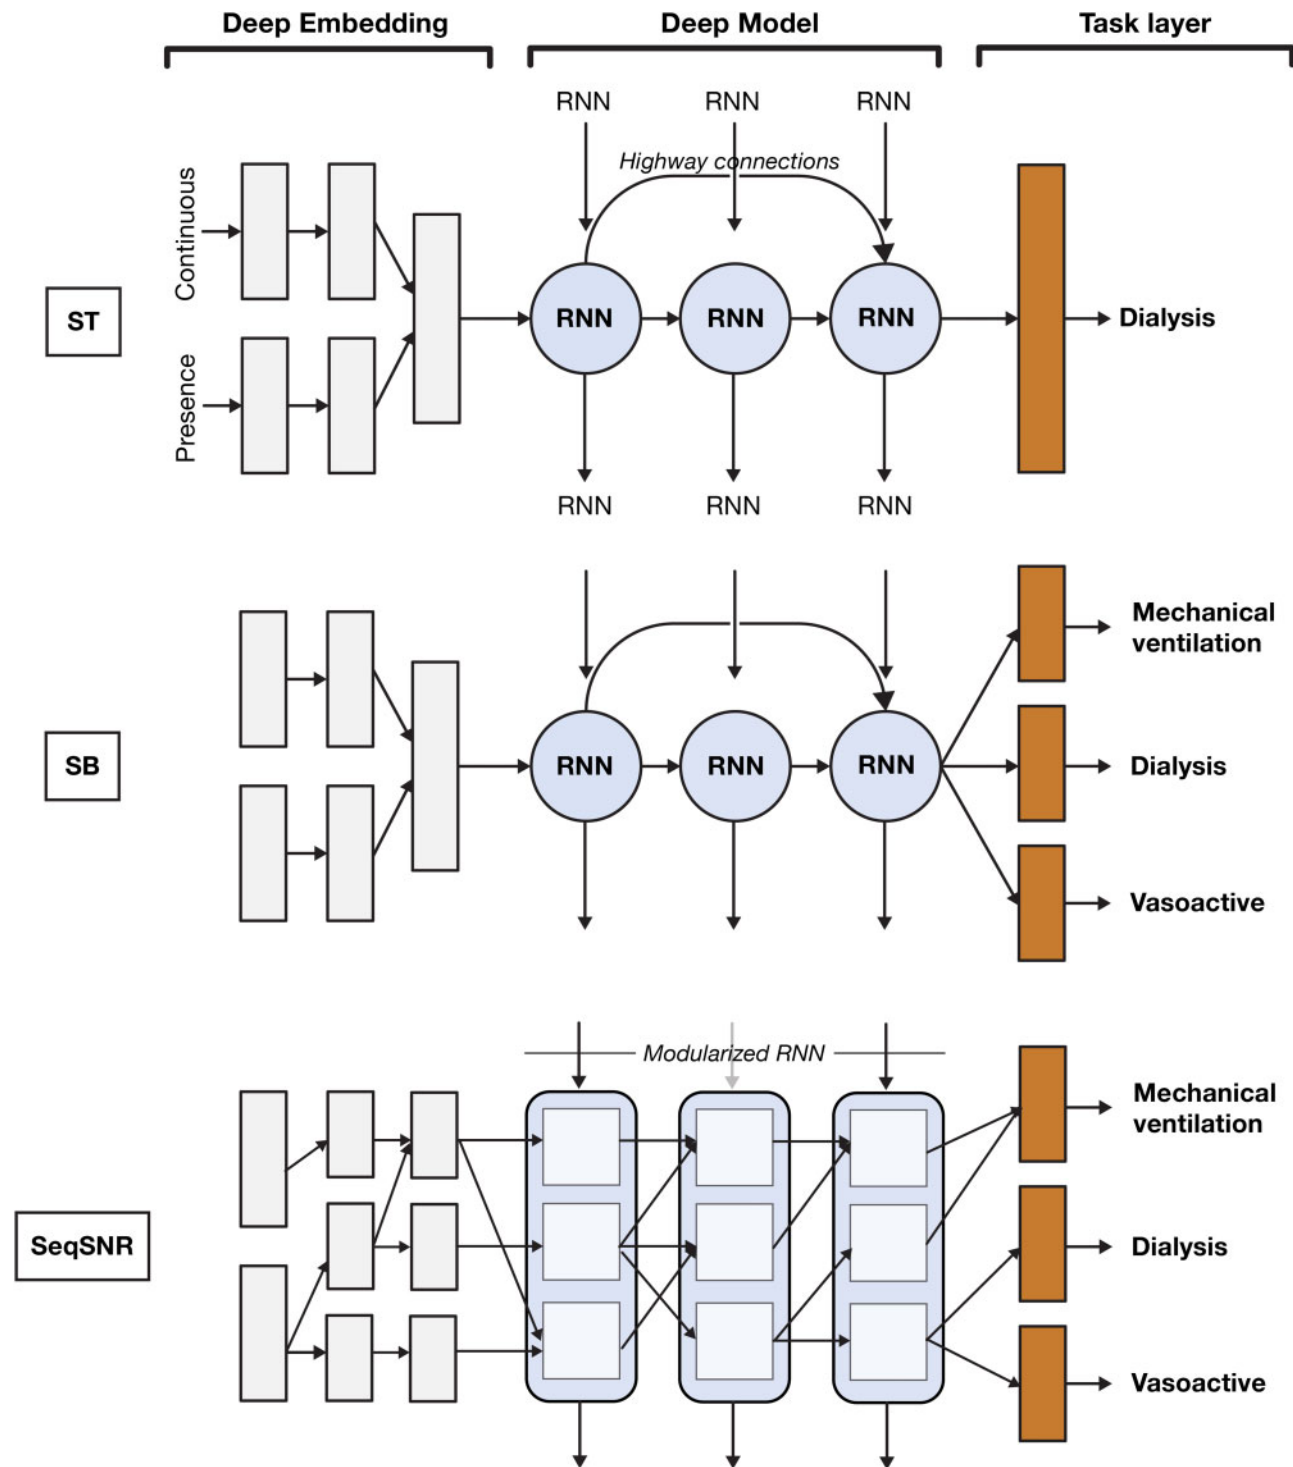 Deep Embedding
Deep Model
Task layer
RNN
RNN
RNN
Highway connections
Continuous
Presence
ST
RNN
RNN
RNN
Dialysis
RNN
RNN
RNN
SB
RNN
RNN
RNN
Mechanical
ventilation
Dialysis
Vasoactive
Modularized RNN
SeqSNR
Mechanical
ventilation
Dialysis
Vasoactive